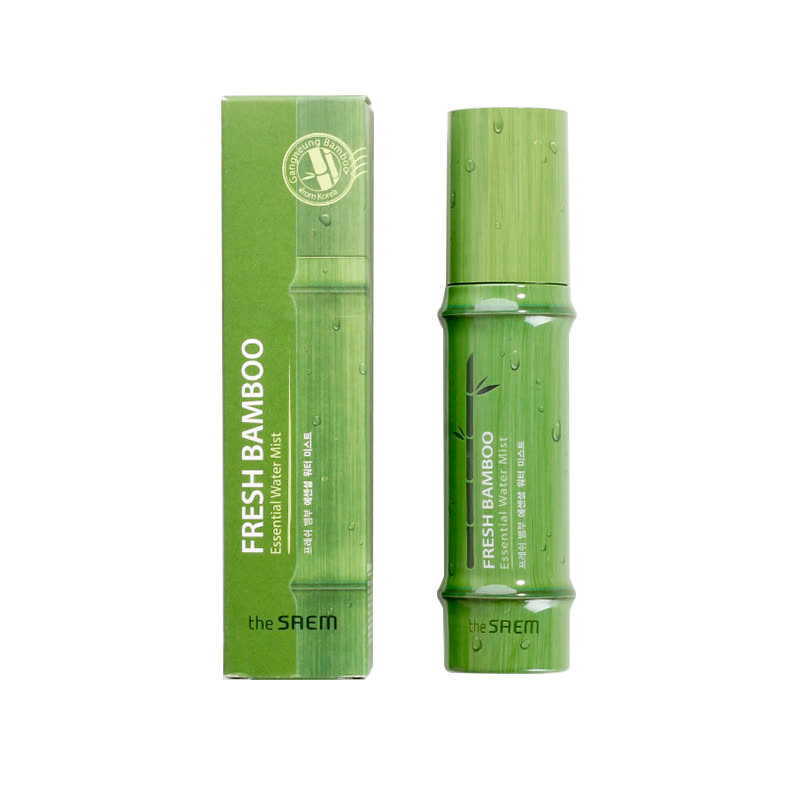 Gangneung Bamboo
from Korea
FRESH BAMBOO
Essential Water Mist
프레쉬 뱀부 에센셜 워터 미스트
the SAEM
FRESH BAMBOO
Essential Water Mist
프레쉬 뱀부 에센셜 워터 미스트
the SAEM